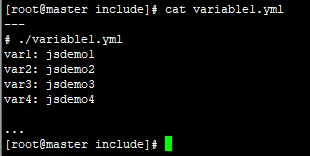 [root@master include]# cat variable1.yml
---
# ./variable1.yml
var1: jsdemo1
var2: jsdemo2
var3: jsdemo3
var4: jsdemo4
...
[root@master include]#